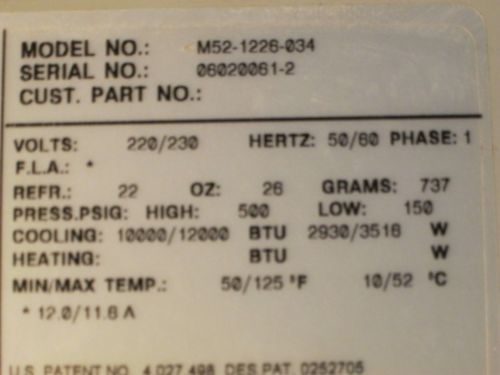 MODEL NO.: M52-1226-034
SERIAL NO.: 06020061-2
CUST. PART NO.:
VOLTS: 220/230 HERTZ: 50/60 PHASE: 1
F.L.A.: *
REFR.: 22 OZ: 26 GRAMS: 737
PRESS.PSIG: HIGH: 500 LOW: 150
COOLING: 10000/12000 BTU 2930/3516 W
HEATING: BTU W
MIN/MAX TEMP.: 50/125 °F 10/52 °C
* 12.0/11.6 A
U.S. PATENT NO. 4,027,498 DES PAT. 0252705